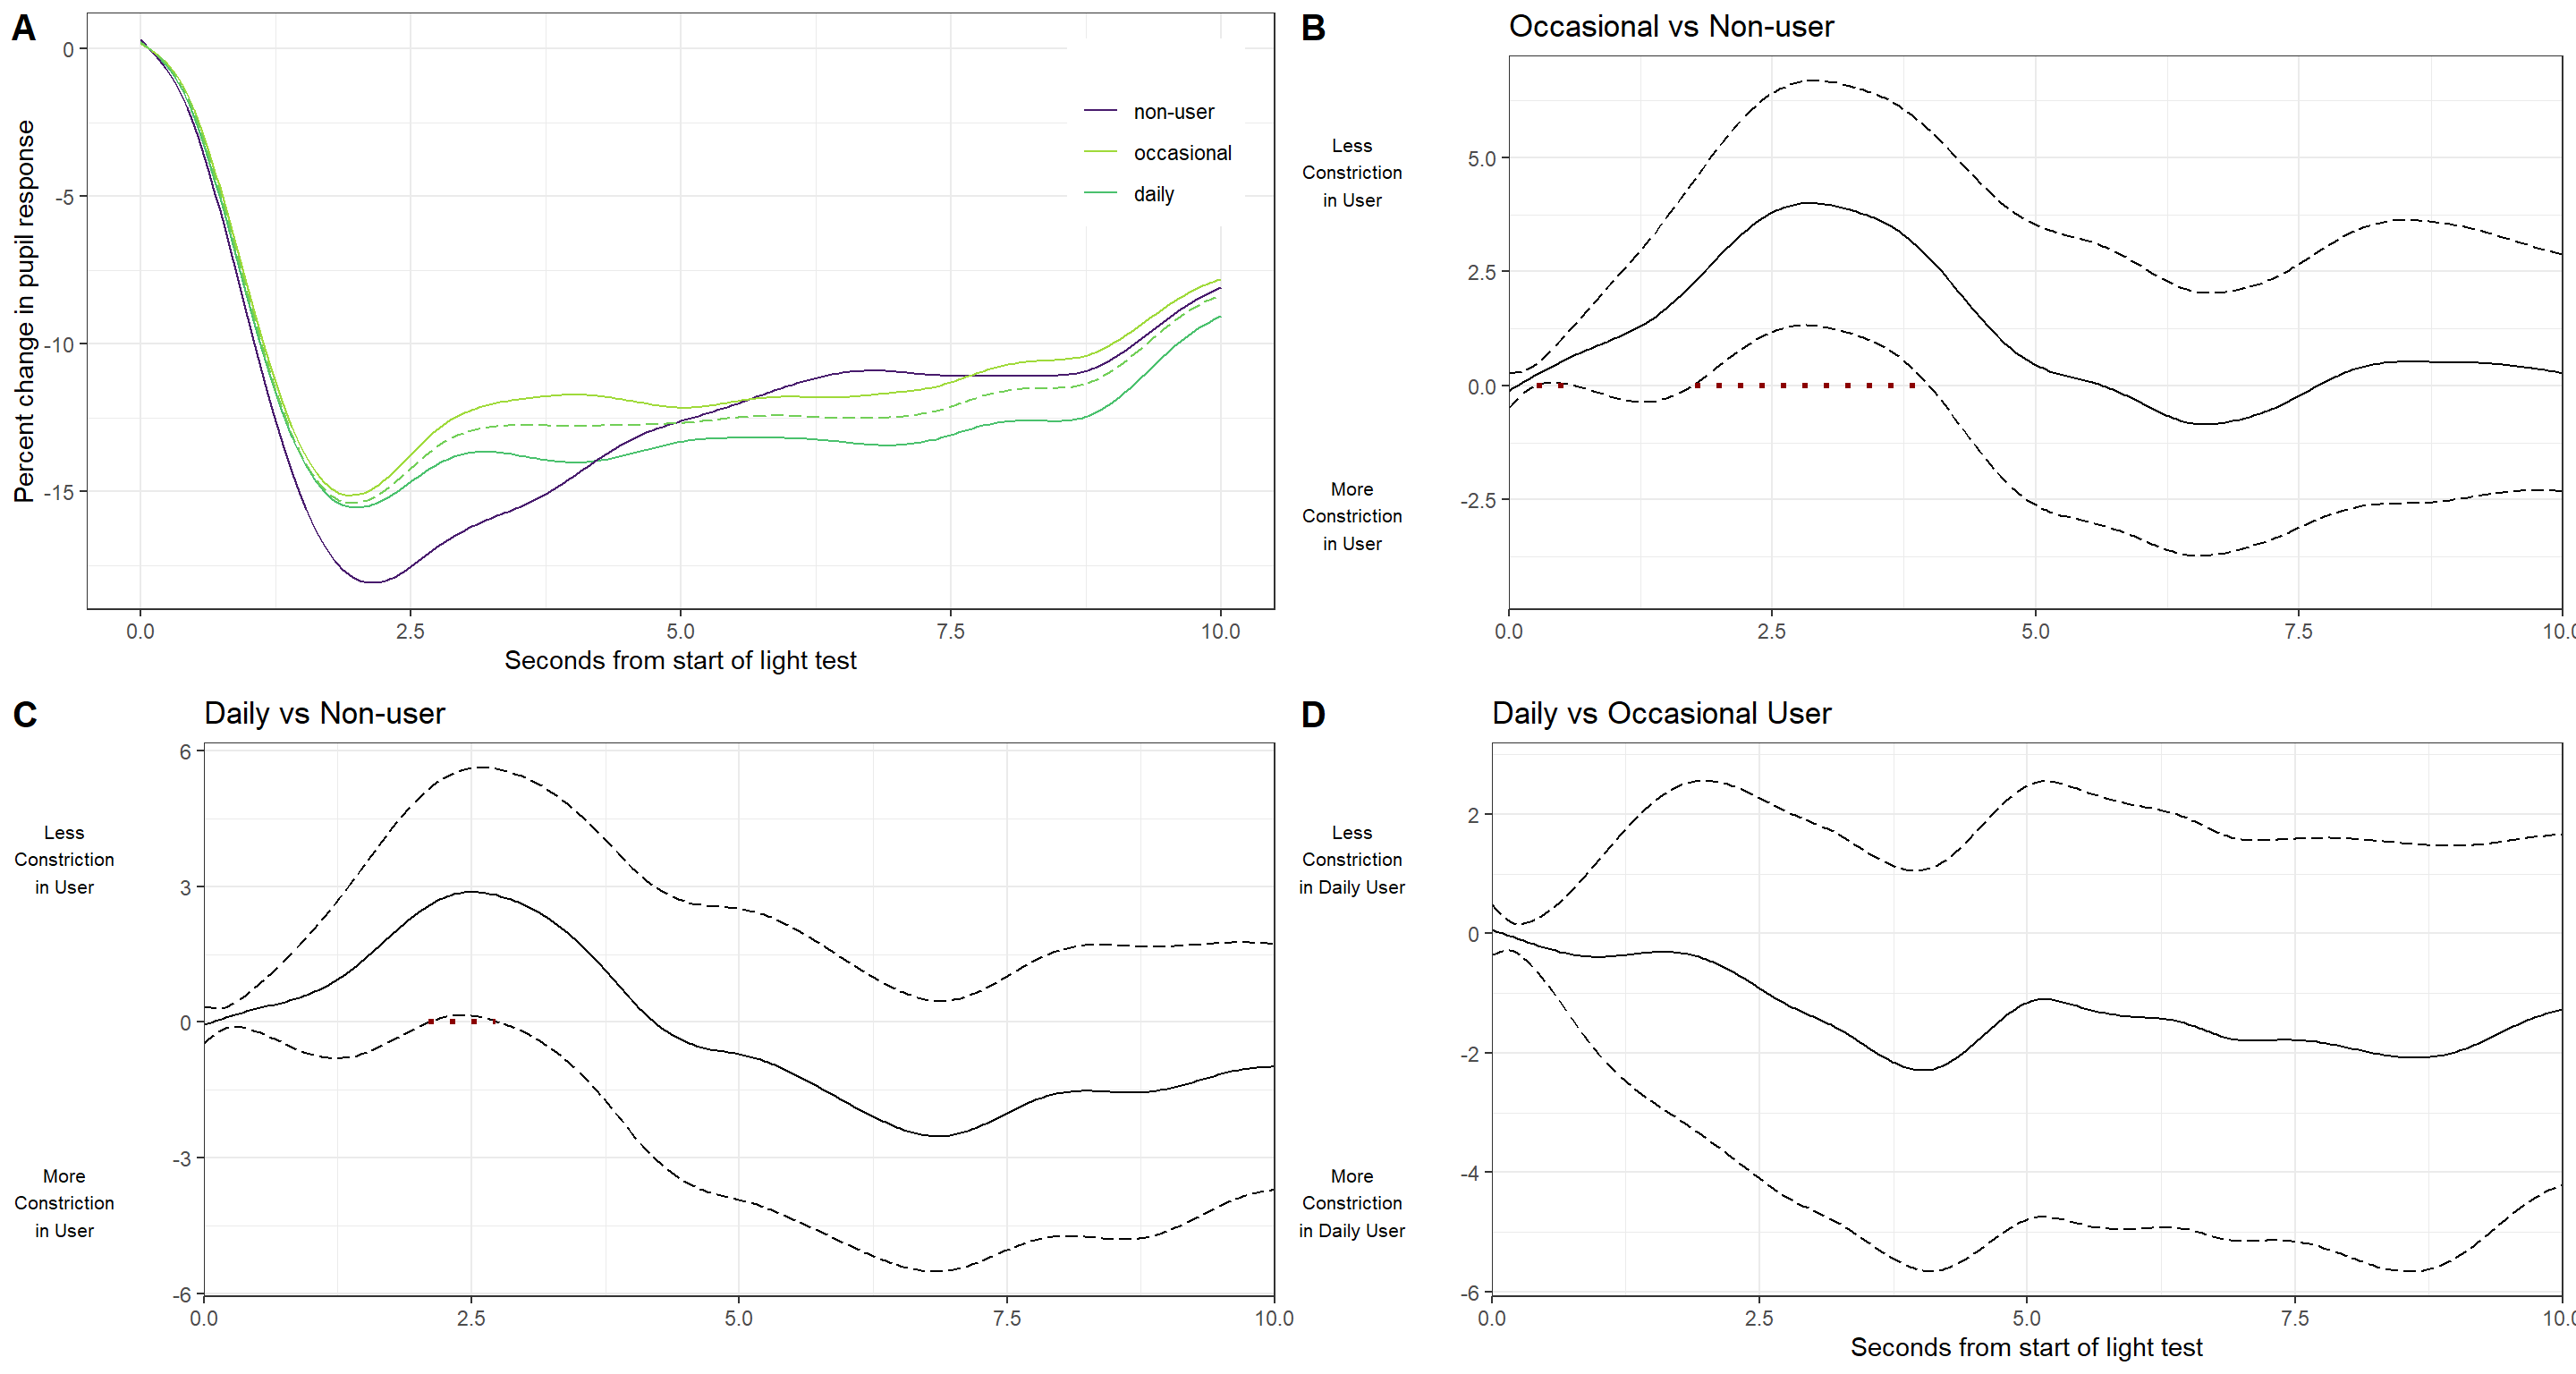 A
0
-5
-10
-15
Percent change in pupil response
non-user
occasional
daily
0.0 2.5 5.0 7.5 10.0
Seconds from start of light test
B
Occasional vs Non-user
Less
Constriction
in User
More
Constriction
in User
5.0
2.5
0.0
-2.5
0.0 2.5 5.0 7.5 10.0
C
Daily vs Non-user
Less
Constriction
in User
More
Constriction
in User
6
3
0
-3
-6
0.0 2.5 5.0 7.5 10.0
D
Daily vs Occasional User
Less
Constriction
in Daily User
More
Constriction
in Daily User
2
0
-2
-4
-6
0.0 2.5 5.0 7.5 10.0
Seconds from start of light test